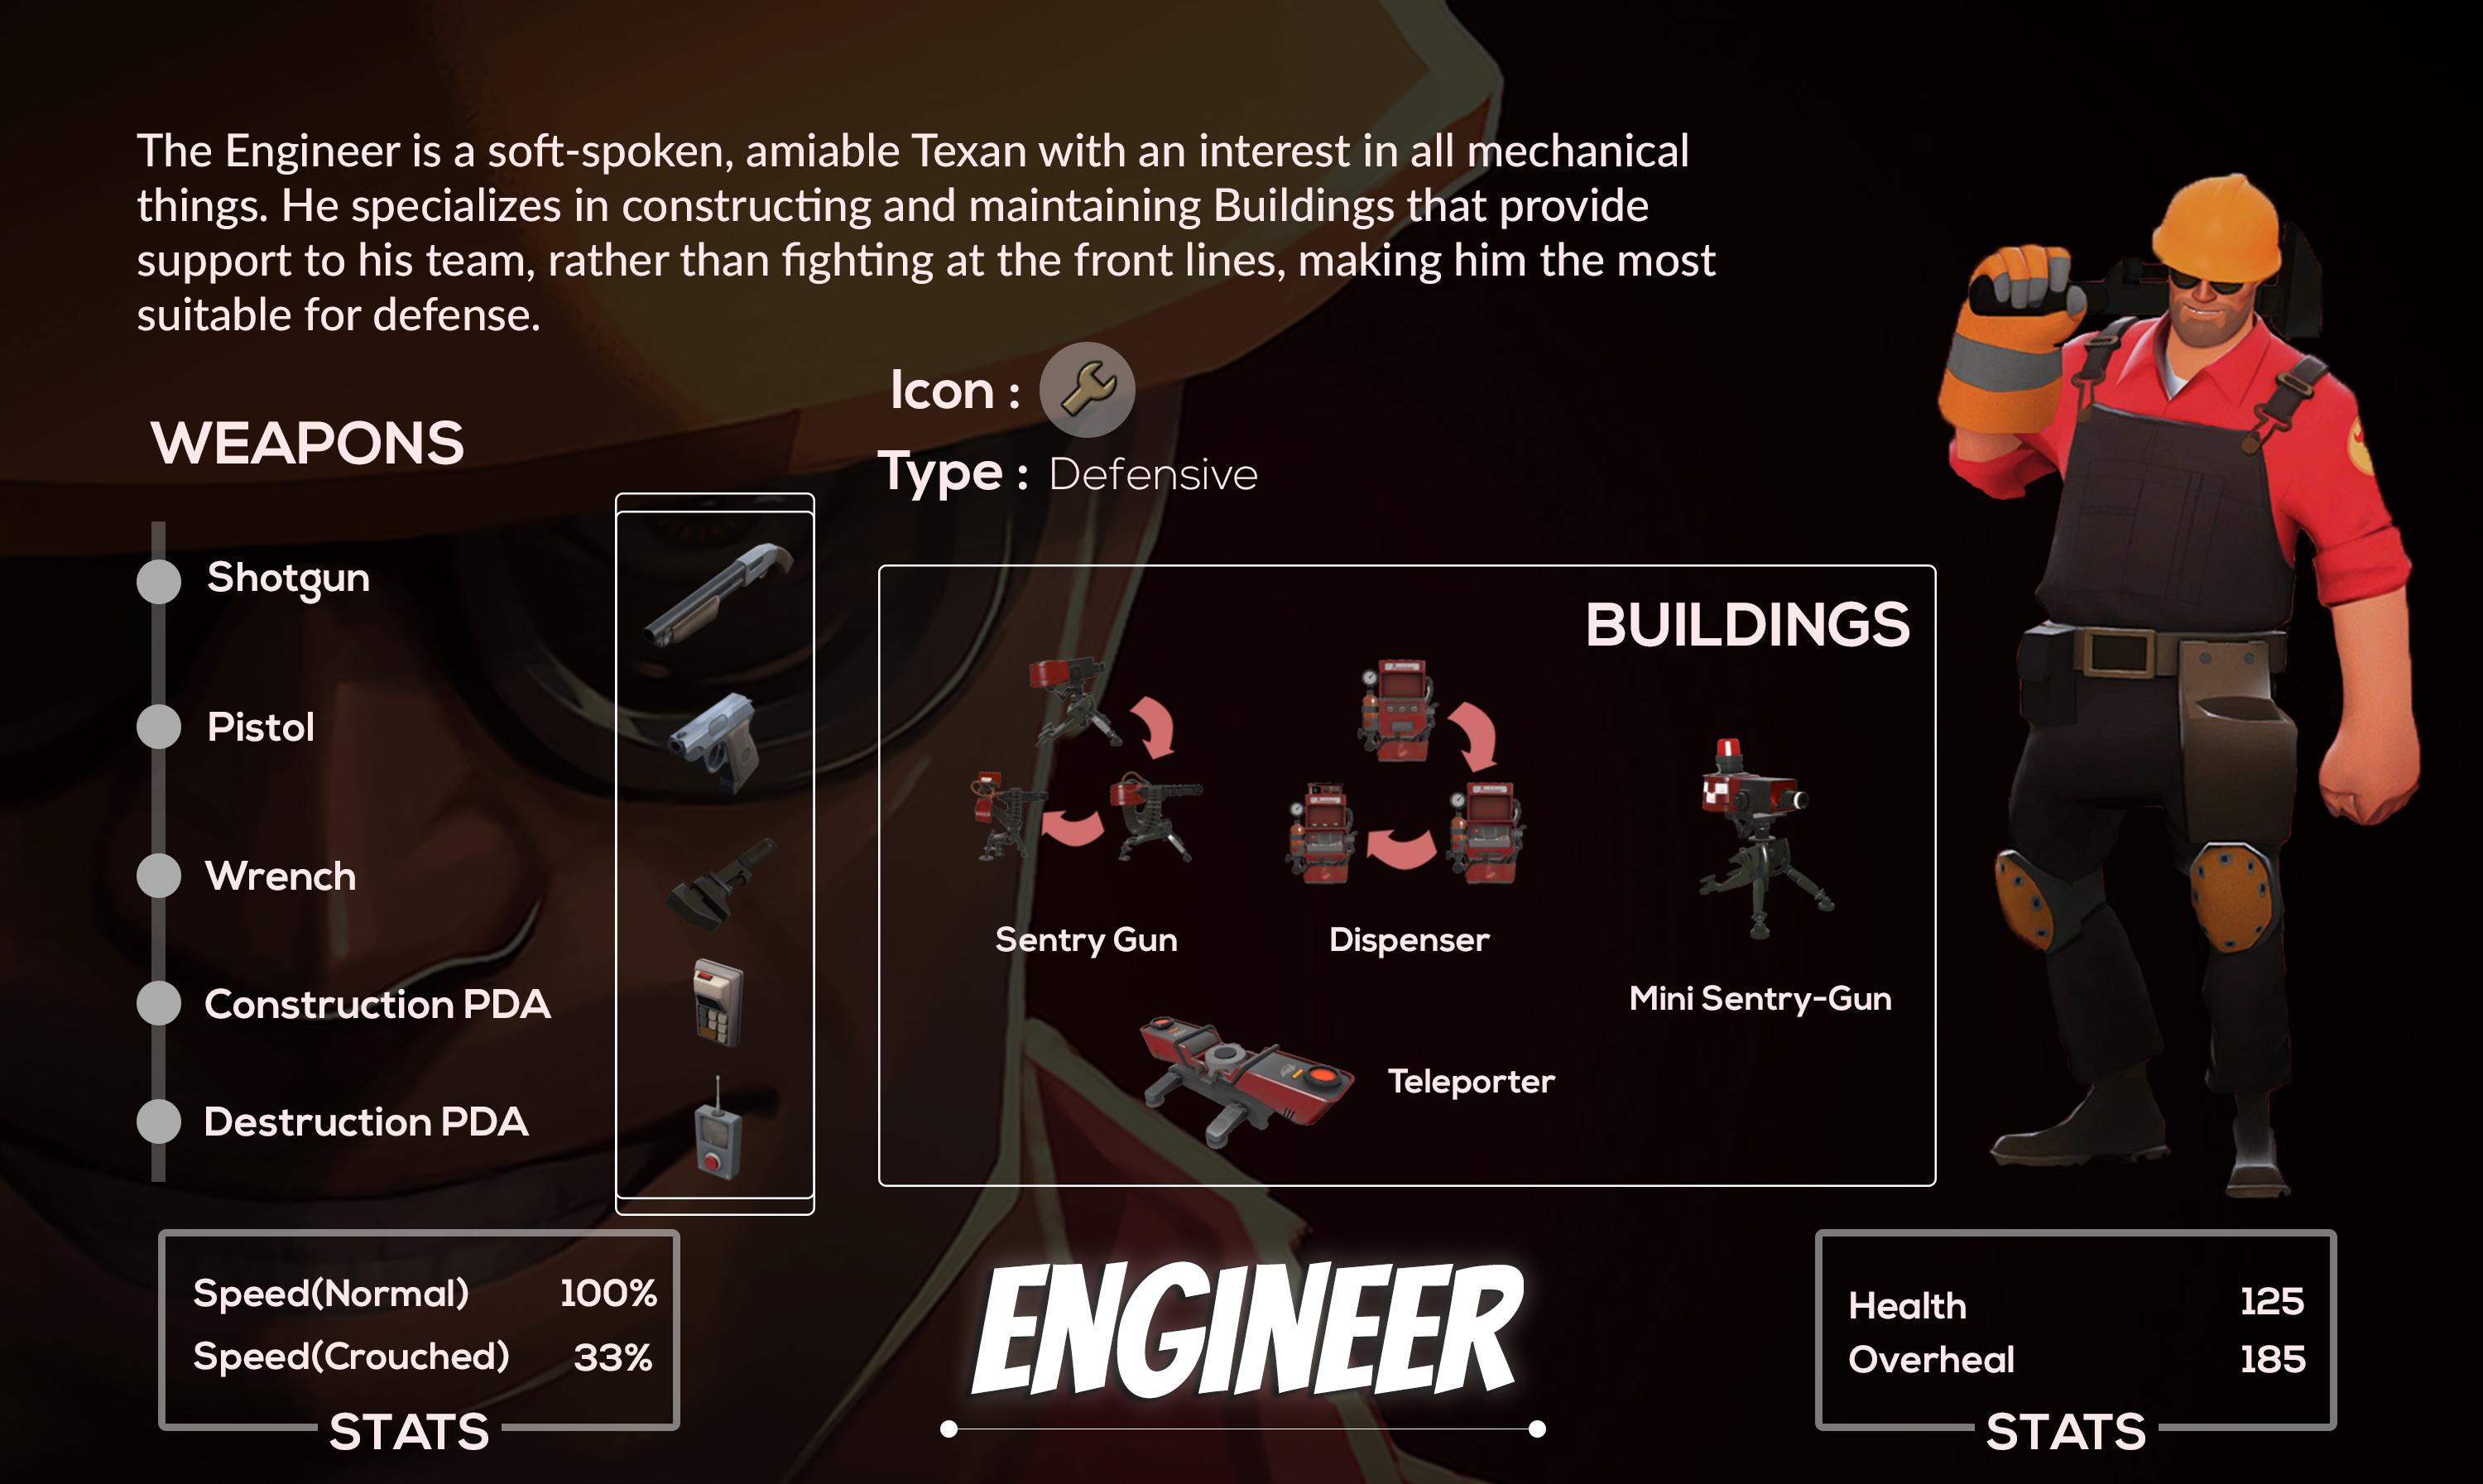 The Engineer is a soft-spoken, amiable Texan with an interest in all mechanical
things. He specializes in constructing and maintaining Buildings that provide
support to his team, rather than fighting at the front lines, making him the most
suitable for defense.
Icon :
Type : Defensive
WEAPONS
Shotgun
Pistol
Wrench
Construction PDA
Destruction PDA
BUILDINGS
Sentry Gun
Dispenser
Mini Sentry-Gun
Teleporter
Speed(Normal) 100%
Speed(Crouched) 33%
STATS
ENGINEER
Health 125
Overheal 185
STATS